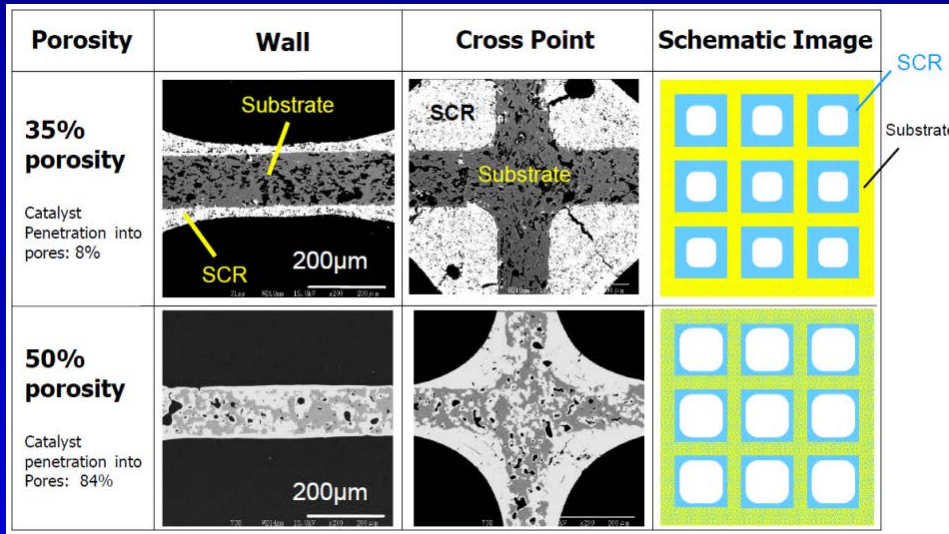 Porosity
Wall
Cross Point
Schematic Image
SCR
Substrate
35%
porosity
Catalyst
Penetration into
pores: 8%
Substrate
SCR
200µm
SCR
Substrate
50%
porosity
Catalyst
penetration into
Pores: 84%
200µm